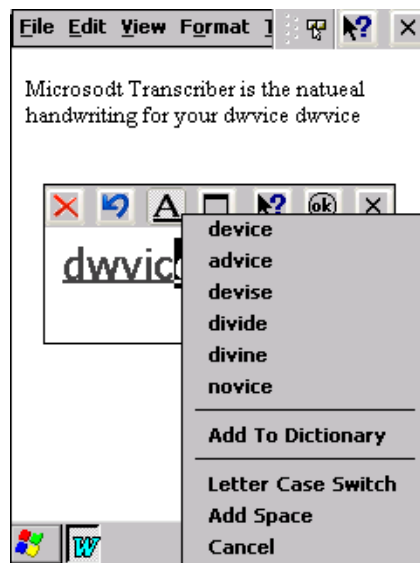 File Edit View Format
Microsodt Transcriber is the natueal
handwriting for your dwvice dwvice
ok
dwvic
device
advice
devise
divide
divine
novice
Add To Dictionary
Letter Case Switch
Add Space
Cancel